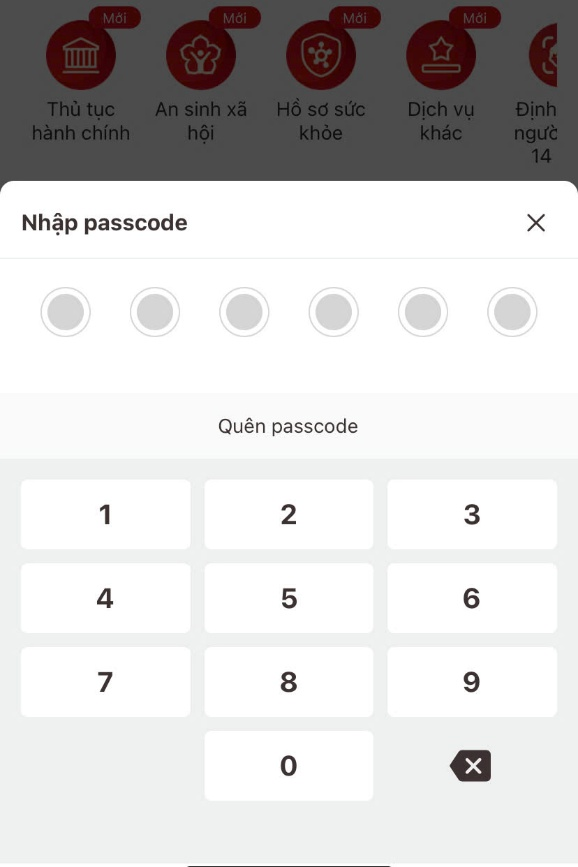 Mới Mới Mới Mới
Thủ tục An sinh xã Hồ sơ sức Dịch vụ Định
hành chính hội khỏe khác ngườ
14
Nhập passcode
Quên passcode
1 2 3
4 5 6
7 8 9
0